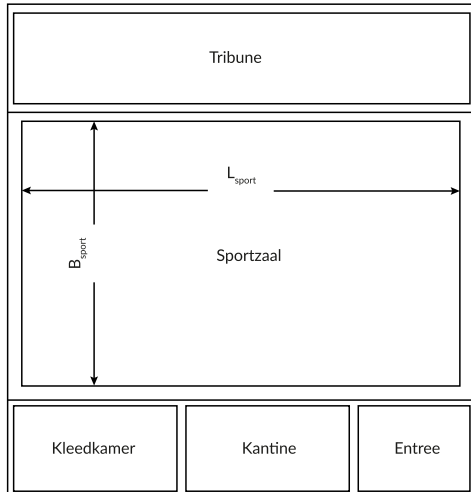 Tribune
L_sport
B_sport
Sportzaal
Kleedkamer
Kantine
Entree